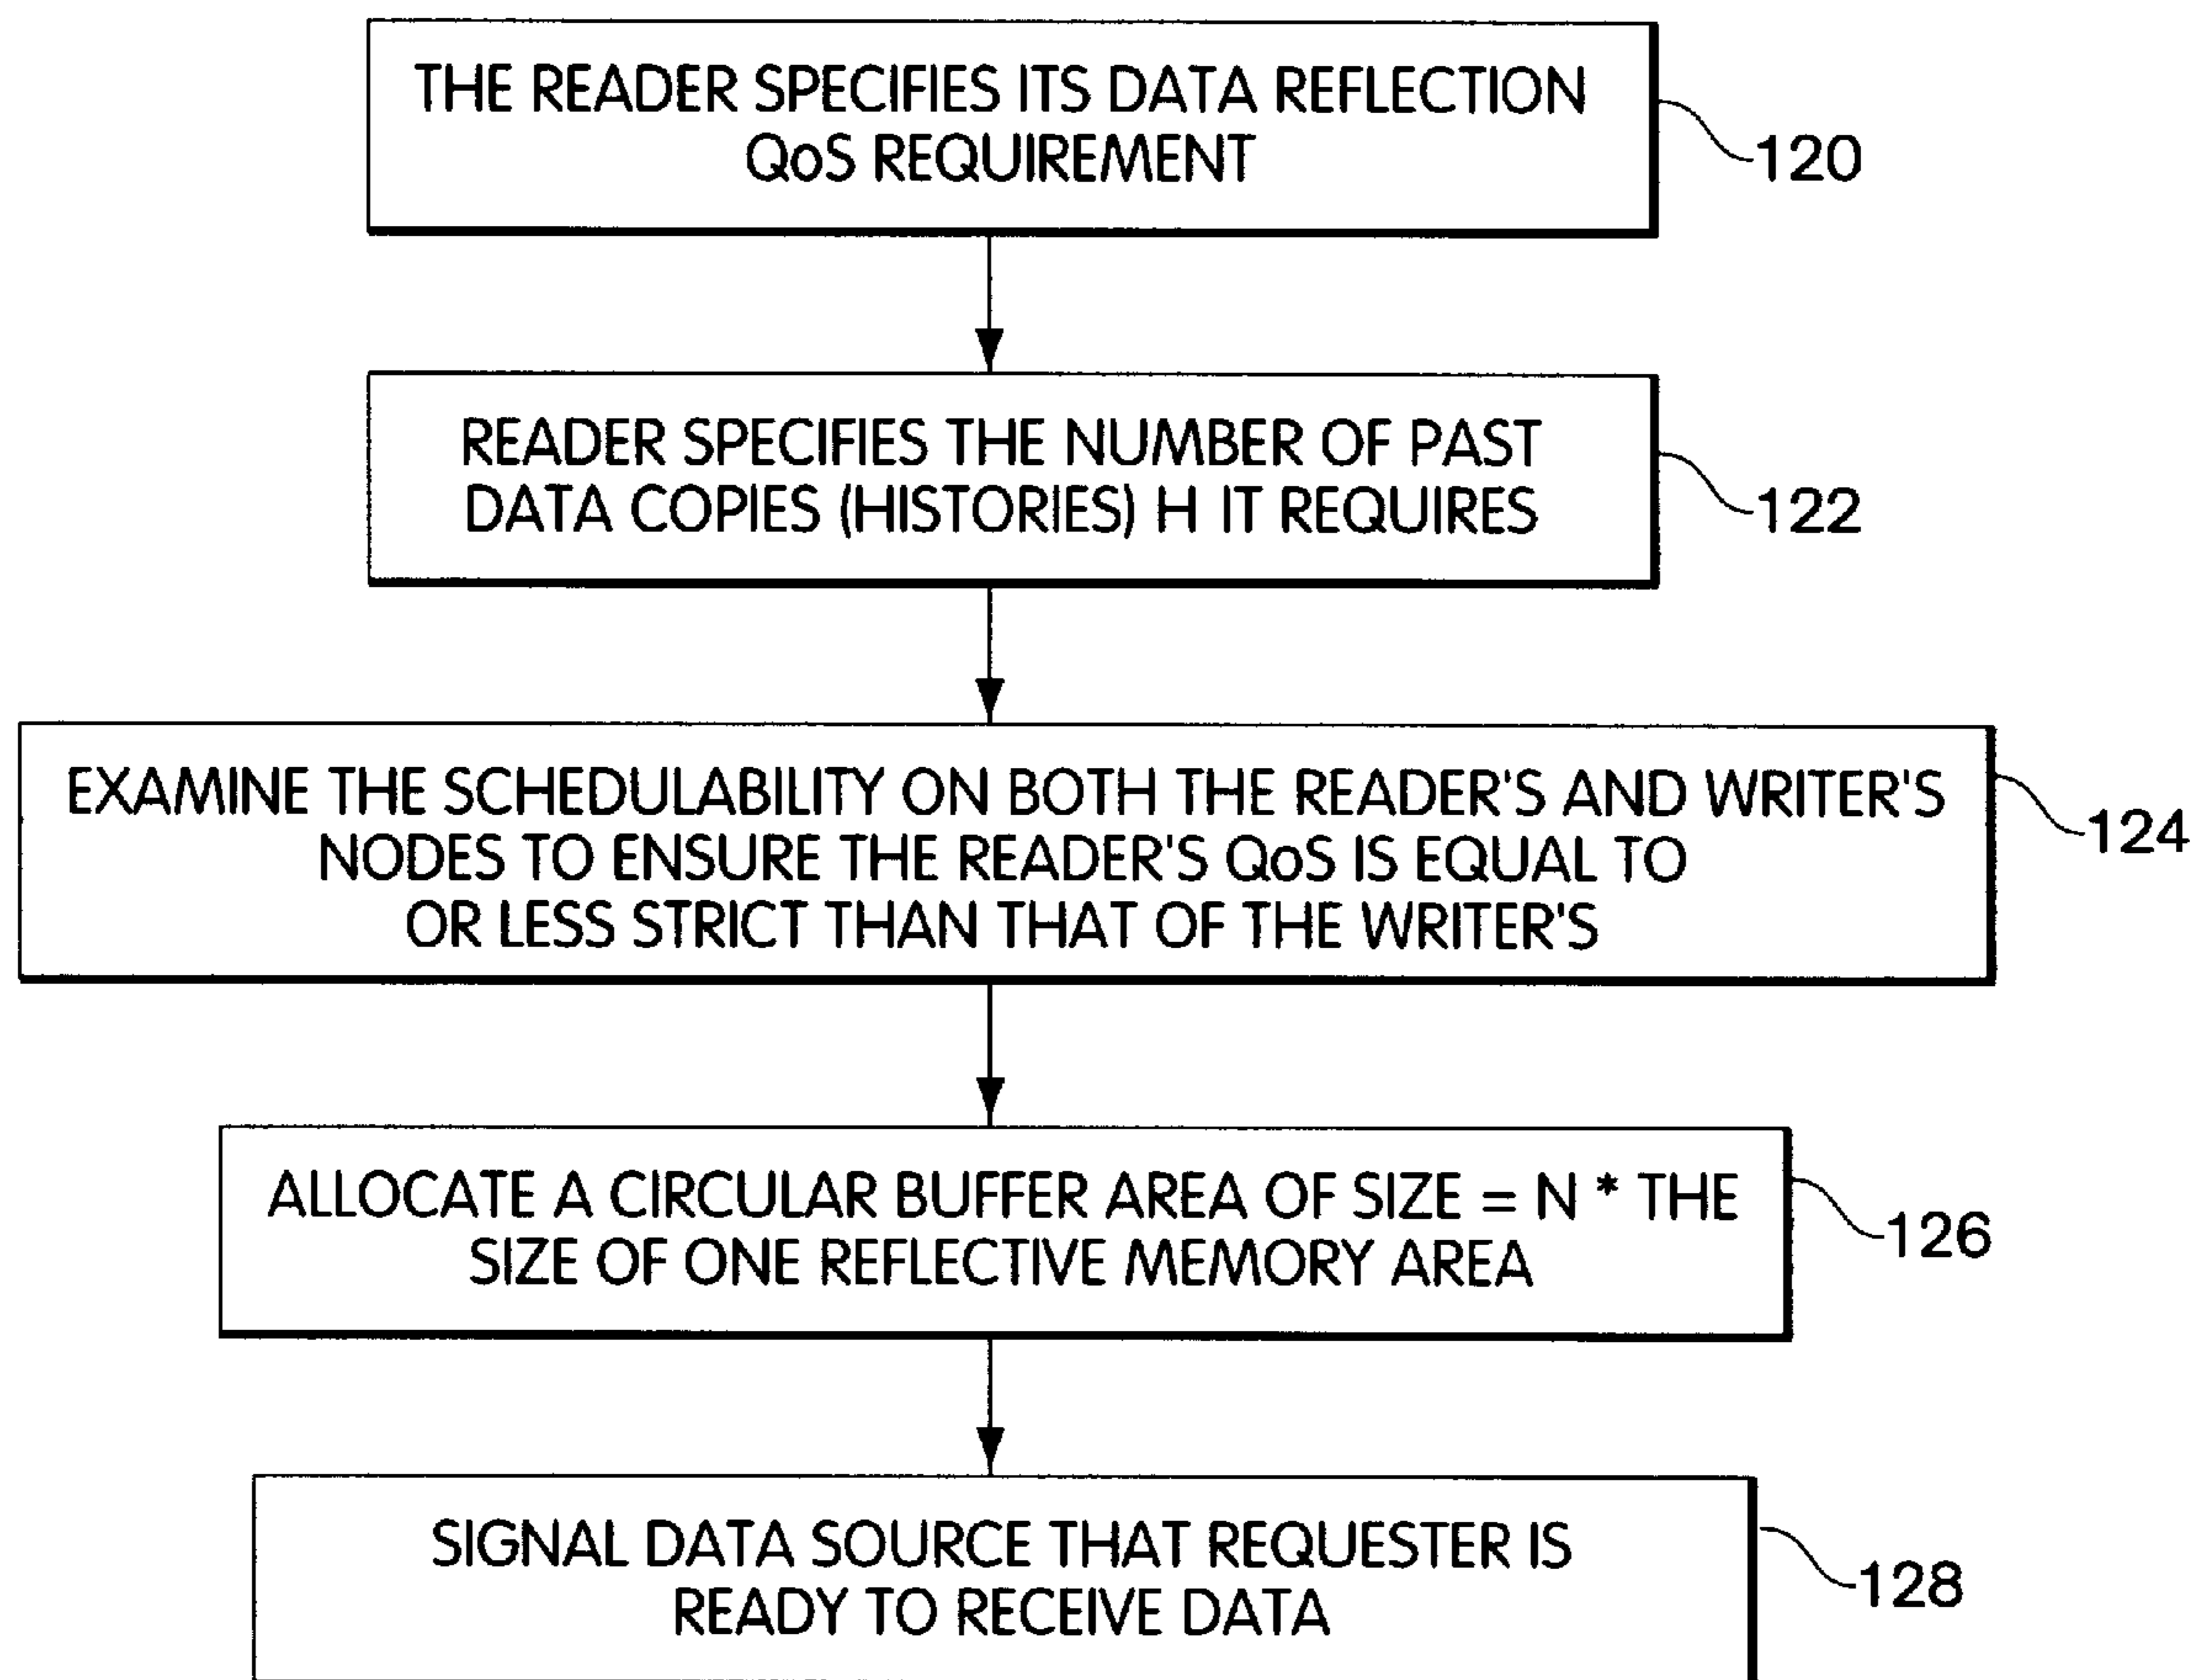 THE READER SPECIFIES ITS DATA REFLECTION
QoS REQUIREMENT
120
READER SPECIFIES THE NUMBER OF PAST
DATA COPIES (HISTORIES) H IT REQUIRES
122
EXAMINE THE SCHEDULABILITY ON BOTH THE READER'S AND WRITER'S
NODES TO ENSURE THE READER'S QoS IS EQUAL TO
OR LESS STRICT THAN THAT OF THE WRITER'S
124
ALLOCATE A CIRCULAR BUFFER AREA OF SIZE = N * THE
SIZE OF ONE REFLECTIVE MEMORY AREA
126
SIGNAL DATA SOURCE THAT REQUESTER IS
READY TO RECEIVE DATA
128